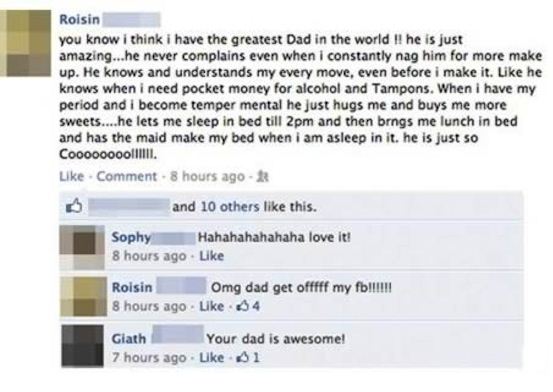 Roisin
you know i think i have the greatest Dad in the world !! he is just
amazing...he never complains even when i constantly nag him for more make
up. He knows and understands my every move, even before i make it. Like he
knows when i need pocket money for alcohol and Tampons. When i have my
period and i become temper mental he just hugs me and buys me more
sweets....he lets me sleep in bed till 2pm and then brngs me lunch in bed
and has the maid make my bed when i am asleep in it. he is just so
Coooooooolllllll.
Like · Comment · 8 hours ago ·
and 10 others like this.
Sophy Hahahahahahaha love it!
8 hours ago · Like
Roisin Omg dad get offfff my fb!!!!!!
8 hours ago · Like · 4
Giath Your dad is awesome!
7 hours ago · Like · 1